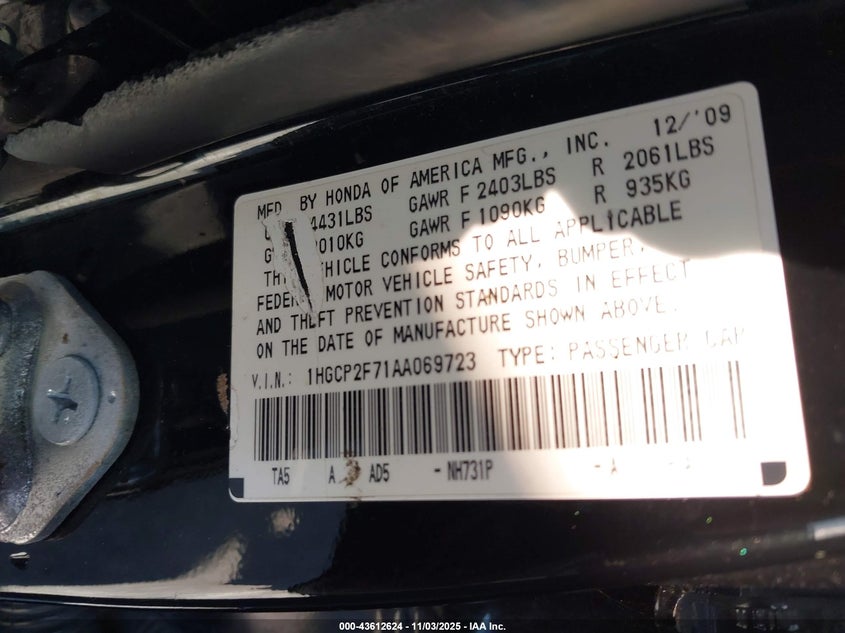 MFD BY HONDA OF AMERICA MFG., INC. 12/'09
4431LBS GAWR F 2403LBS R 2061LBS
010KG GAWR F 1090KG R 935KG
VEHICLE CONFORMS TO ALL APPLICABLE
MOTOR VEHICLE SAFETY, BUMPER,
AND THEFT PREVENTION STANDARDS IN EFFECT
ON THE DATE OF MANUFACTURE SHOWN ABOVE.
V.I.N.: 1HGCP2F71AA069723 TYPE: PASSENGER CAR
TA5 A AD5 - NH731P - A -
000-43612624 - 11/03/2025 - IAA Inc.